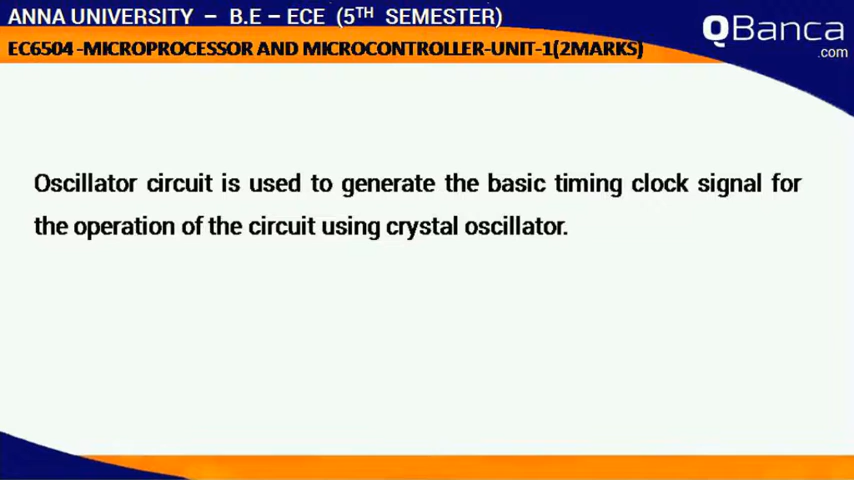 ANNA UNIVERSITY – B.E – ECE (5TH SEMESTER)
EC6504 -MICROPROCESSOR AND MICROCONTROLLER-UNIT-1(2MARKS)
QBanca
.com
Oscillator circuit is used to generate the basic timing clock signal for
the operation of the circuit using crystal oscillator.